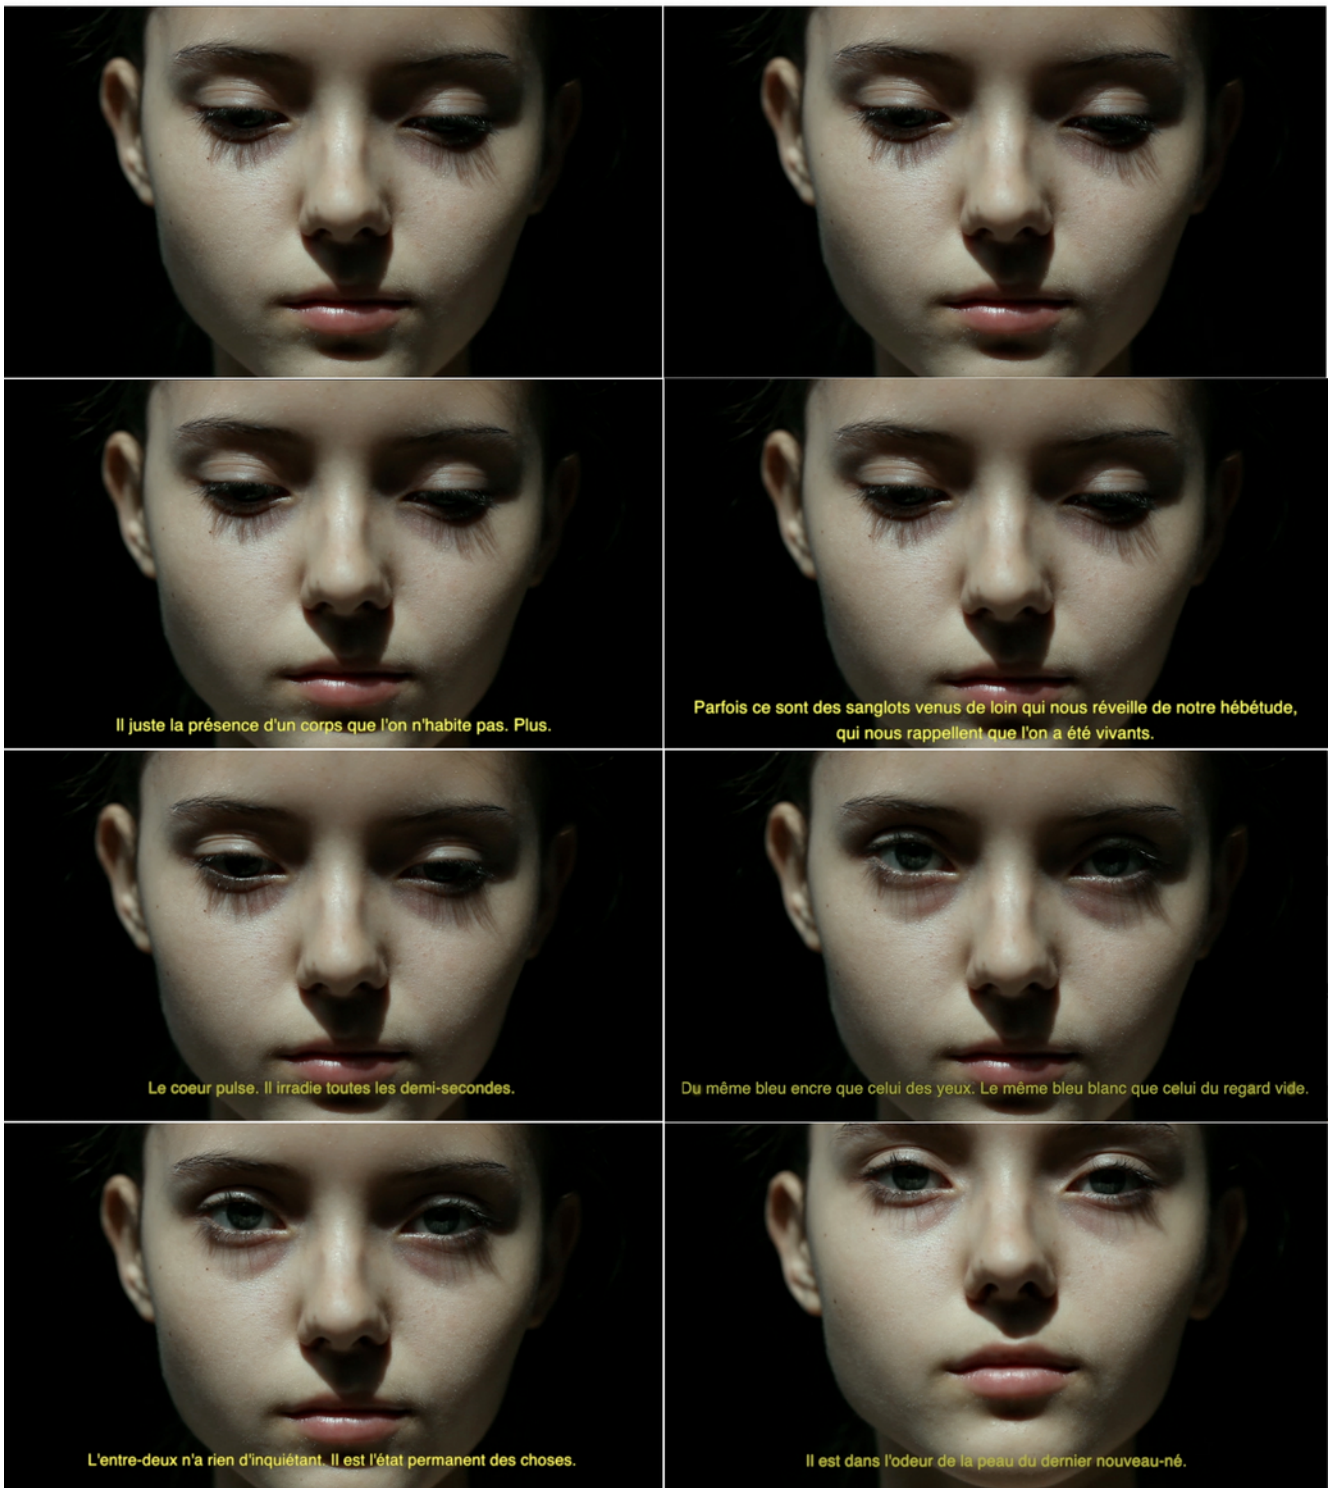 Il juste la présence d'un corps que l'on n'habite pas. Plus.
Parfois ce sont des sanglots venus de loin qui nous réveille de notre hébétude,
qui nous rappellent que l'on a été vivants.
Le coeur pulse. Il irradie toutes les demi-secondes.
Du même bleu encre que celui des yeux. Le même bleu blanc que celui du regard vide.
L'entre-deux n'a rien d'inquiétant. Il est l'état permanent des choses.
Il est dans l'odeur de la peau du dernier nouveau-né.